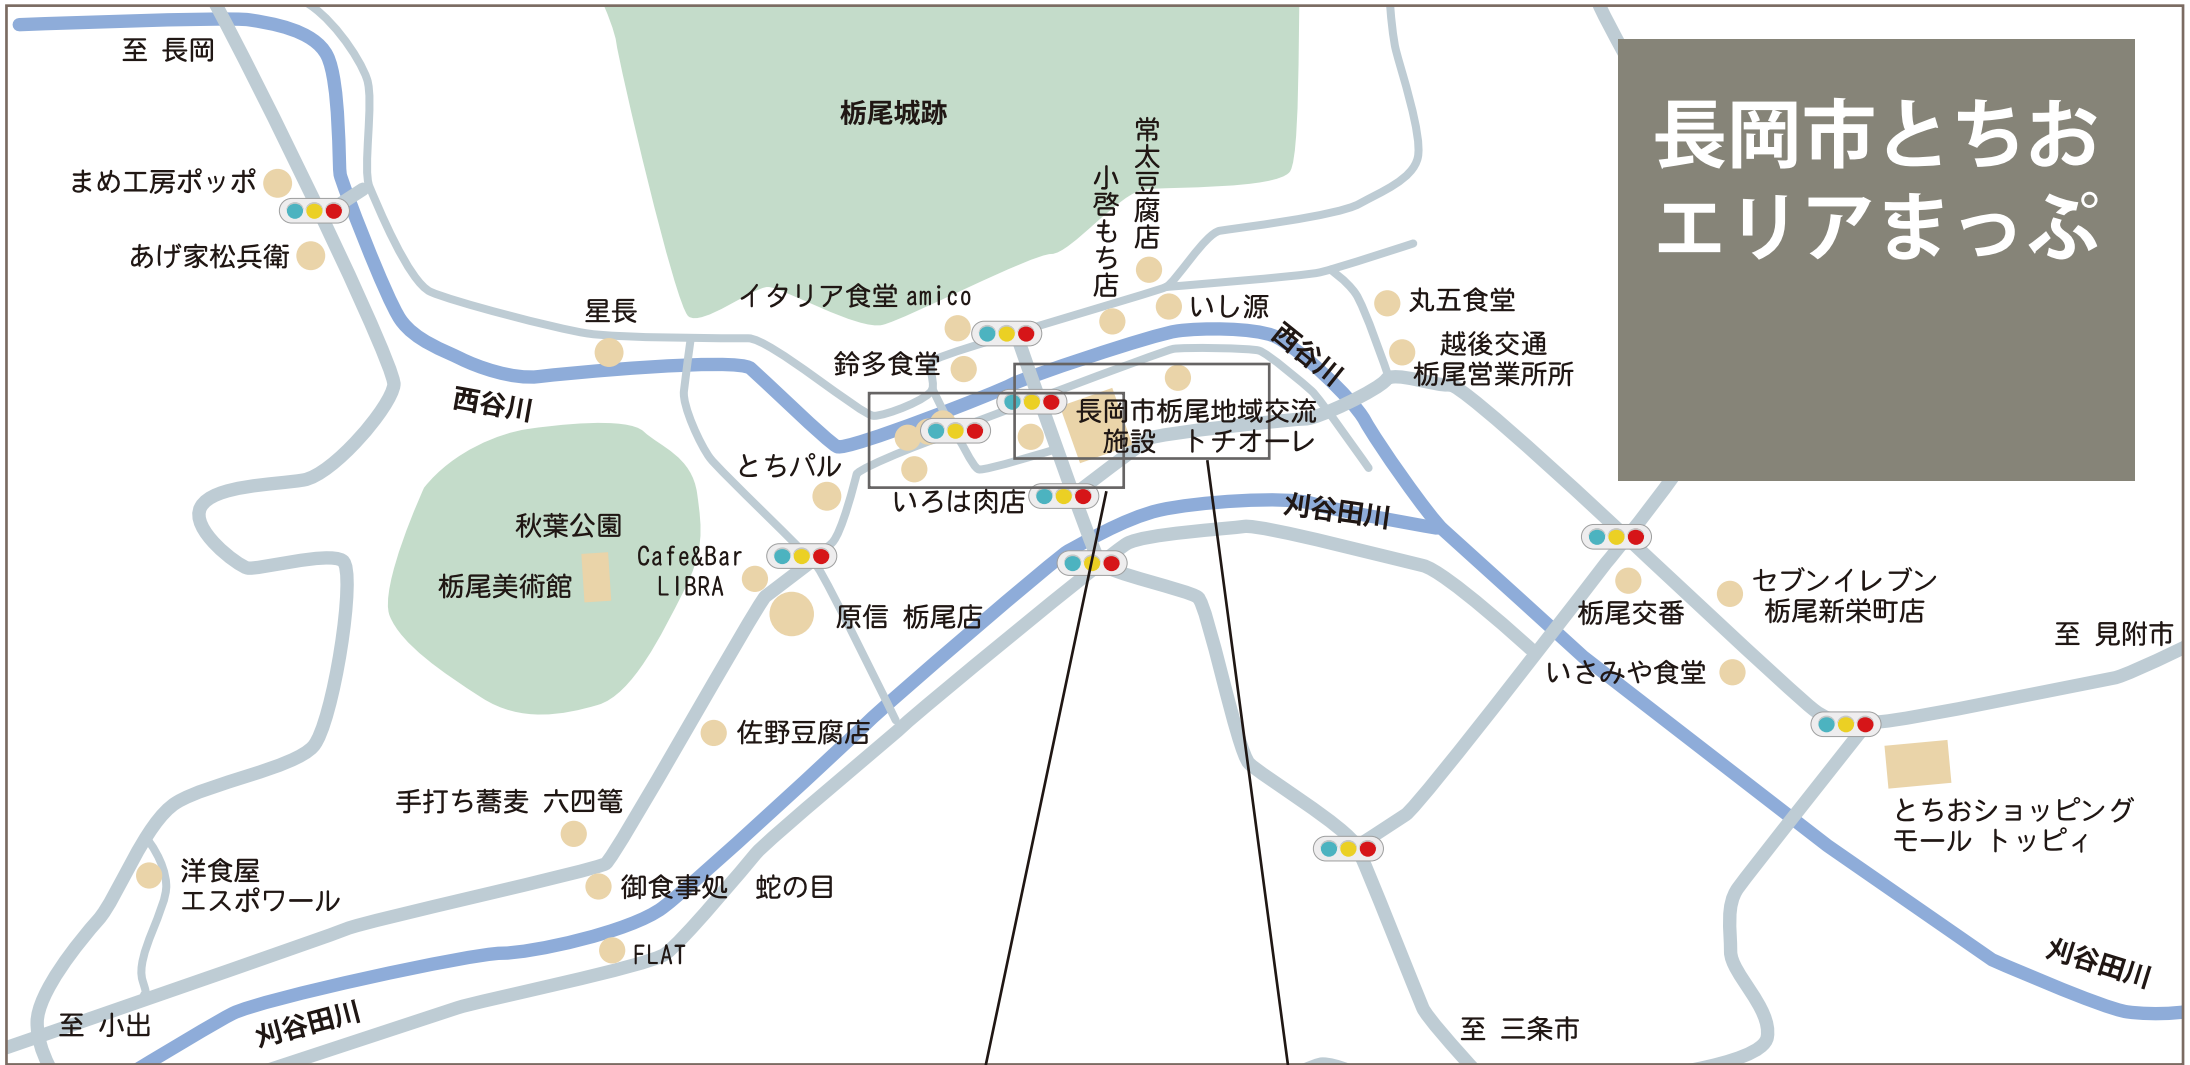 長岡市とちお
エリアまっぷ
至 長岡
栃尾城跡
常太豆腐店
小啓もち店
まめ工房ポッポ
あげ家松兵衛
星長
イタリア食堂 amico
いし源
丸五食堂
西谷川
越後交通
栃尾営業所所
鈴多食堂
西谷川
長岡市栃尾地域交流
施設 トチオーレ
とちパル
いろは肉店
刈谷田川
秋葉公園
栃尾美術館
Cafe&Bar
LIBRA
原信 栃尾店
栃尾交番
セブンイレブン
栃尾新栄町店
至 見附市
いさみや食堂
佐野豆腐店
手打ち蕎麦 六四篭
とちおショッピング
モール トッピィ
洋食屋
エスポワール
御食事処 蛇の目
FLAT
刈谷田川
至 小出
刈谷田川
至 三条市